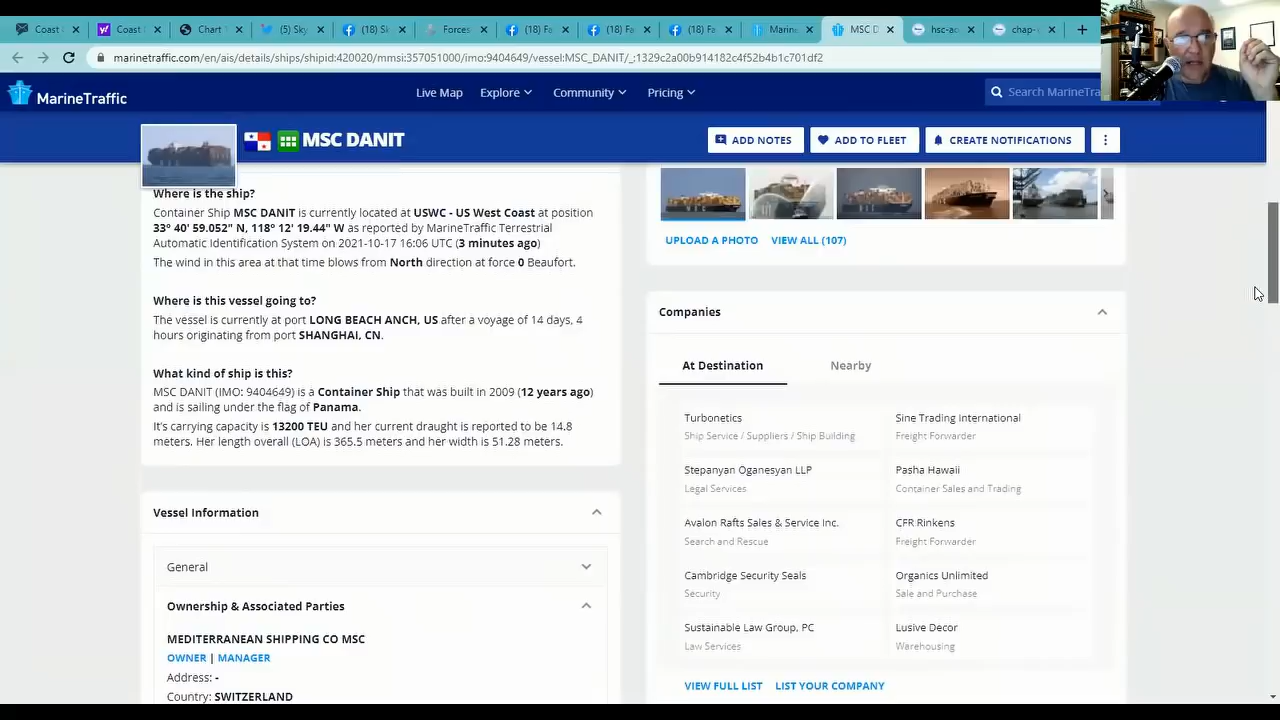 Coast
Coast
Chart
(5) Sky
(18) S
Forces
(18) Fa
(18) Fa
(18) Fa
Marine
MSC D
hsc-ac
chap-
marinetraffic.com/en/ais/details/ships/shipid:420020/mmsi:357051000/imo:9404649/vessel:MSC_DANIT/_:1329c2a00b914182c4f52b4b1c701df2
MarineTraffic
Live Map
Explore
Community
Pricing
Search MarineTra
MSC DANIT
ADD NOTES
ADD TO FLEET
CREATE NOTIFICATIONS
Where is the ship?
Container Ship MSC DANIT is currently located at USWC - US West Coast at position
33° 40' 59.052" N, 118° 12' 19.44" W as reported by MarineTraffic Terrestrial
Automatic Identification System on 2021-10-17 16:06 UTC (3 minutes ago)
The wind in this area at that time blows from North direction at force 0 Beaufort.
Where is this vessel going to?
The vessel is currently at port LONG BEACH ANCH, US after a voyage of 14 days, 4
hours originating from port SHANGHAI, CN.
What kind of ship is this?
MSC DANIT (IMO: 9404649) is a Container Ship that was built in 2009 (12 years ago)
and is sailing under the flag of Panama.
It's carrying capacity is 13200 TEU and her current draught is reported to be 14.8
meters. Her length overall (LOA) is 365.5 meters and her width is 51.28 meters.
Vessel Information
General
Ownership & Associated Parties
MEDITERRANEAN SHIPPING CO MSC
OWNER | MANAGER
Address: -
Country: SWITZERLAND
UPLOAD A PHOTO
VIEW ALL (107)
Companies
At Destination
Nearby
Turbonetics
Ship Service / Suppliers / Ship Building
Sine Trading International
Freight Forwarder
Stepanyan Oganesyan LLP
Legal Services
Pasha Hawaii
Container Sales and Trading
Avalon Rafts Sales & Service Inc.
Search and Rescue
CFR Rinkens
Freight Forwarder
Cambridge Security Seals
Security
Organics Unlimited
Sale and Purchase
Sustainable Law Group, PC
Law Services
Lusive Decor
Warehousing
VIEW FULL LIST
LIST YOUR COMPANY